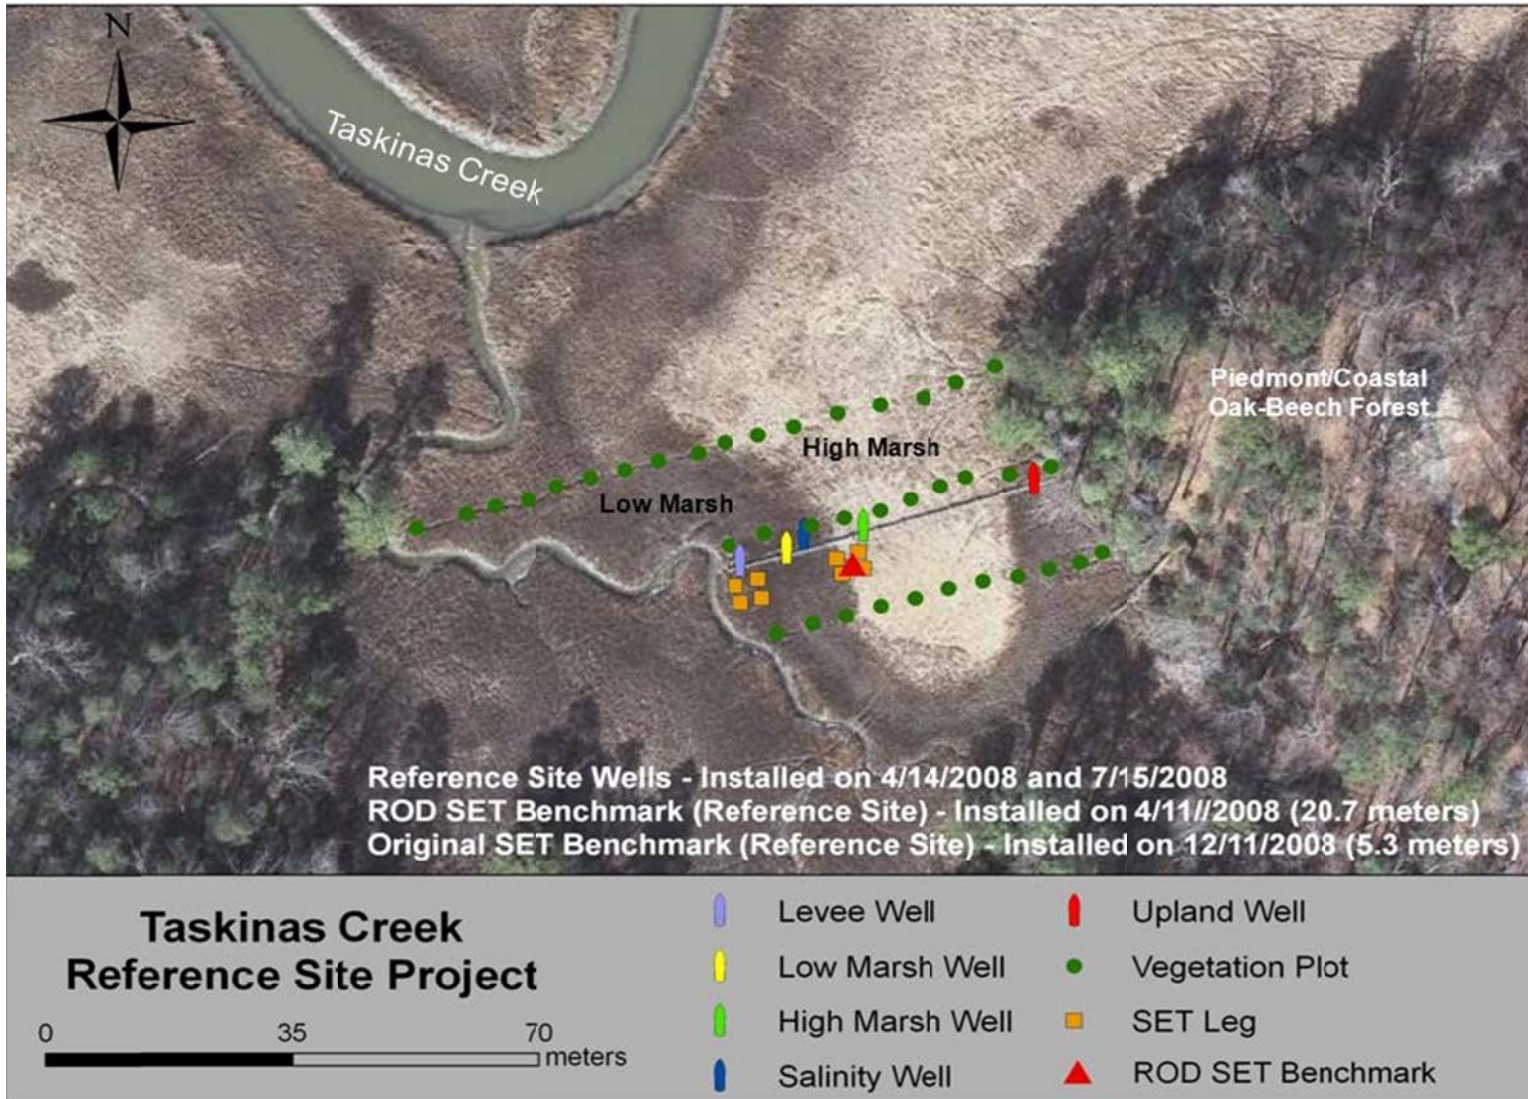 N
Taskinas Creek
Piedmont/Coastal
Oak-Beech Forest
High Marsh
Low Marsh
Reference Site Wells - Installed on 4/14/2008 and 7/15/2008
ROD SET Benchmark (Reference Site) - Installed on 4/11//2008 (20.7 meters)
Original SET Benchmark (Reference Site) - Installed on 12/11/2008 (5.3 meters)
Taskinas Creek
Reference Site Project
0 35 70
meters
Levee Well
Low Marsh Well
High Marsh Well
Salinity Well
Upland Well
Vegetation Plot
SET Leg
ROD SET Benchmark